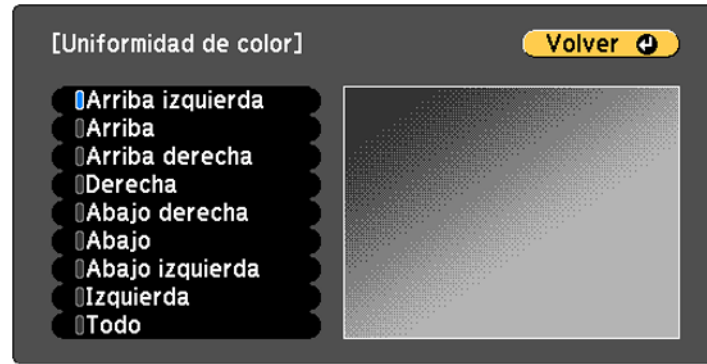 [Uniformidad de color]
Volver
Arriba izquierda
Arriba
Arriba derecha
Derecha
Abajo derecha
Abajo
Abajo izquierda
Izquierda
Todo